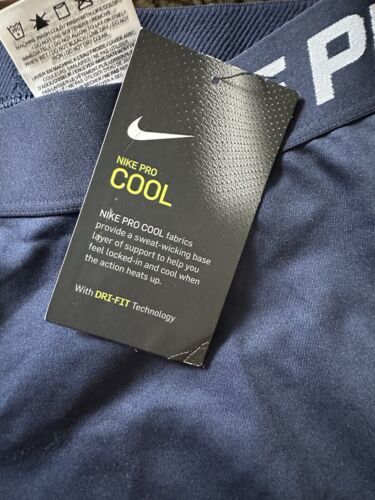 NIKE PRO
COOL
NIKE PRO COOL fabrics
provide a sweat-wicking base
layer of support to help you
feel locked-in and cool when
the action heats up.
With DRI-FIT Technology
E P